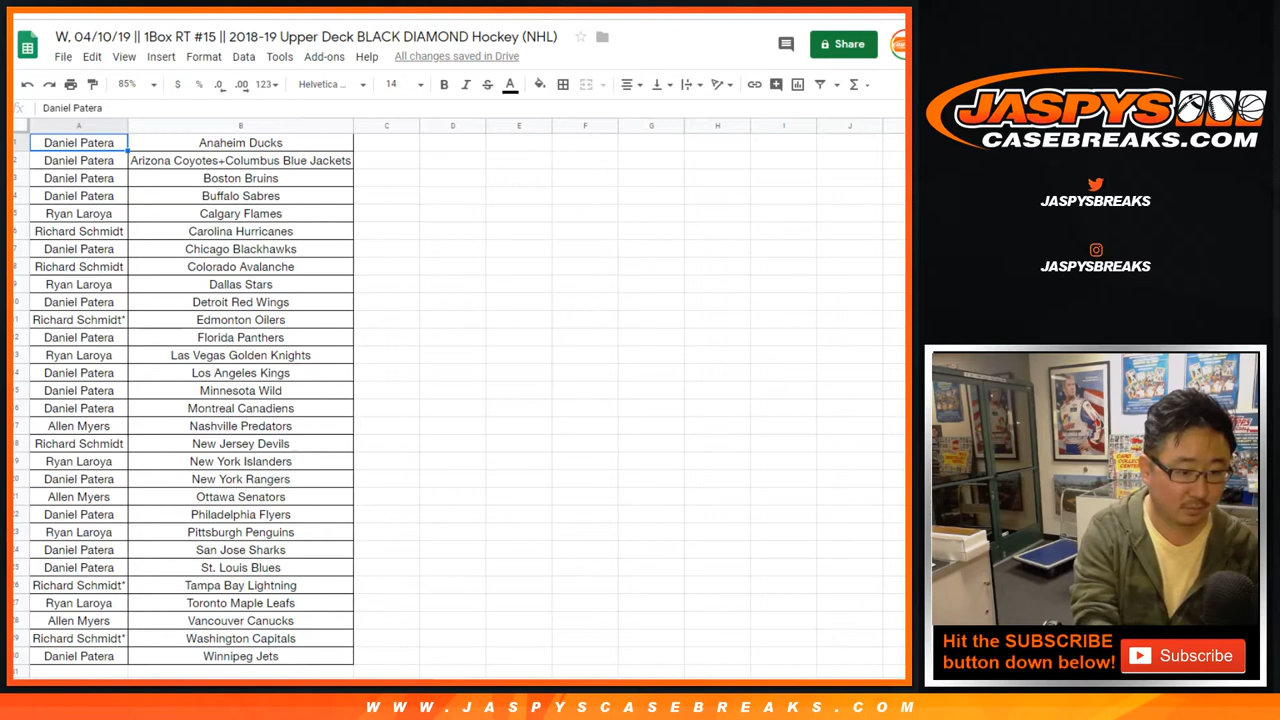 W, 04/10/19 || 1Box RT #15 || 2018-19 Upper Deck BLACK DIAMOND Hockey (NHL)
File Edit View Insert Format Data Tools Add-ons Help All changes saved in Drive
Share
85% $ % .0 .00 123 Helvetica ... 14
Daniel Patera
A B C D E F G H I J
Daniel Patera Anaheim Ducks
Daniel Patera Arizona Coyotes+Columbus Blue Jackets
Daniel Patera Boston Bruins
Daniel Patera Buffalo Sabres
Ryan Laroya Calgary Flames
Richard Schmidt Carolina Hurricanes
Daniel Patera Chicago Blackhawks
Richard Schmidt Colorado Avalanche
Ryan Laroya Dallas Stars
Daniel Patera Detroit Red Wings
Richard Schmidt* Edmonton Oilers
Daniel Patera Florida Panthers
Ryan Laroya Las Vegas Golden Knights
Daniel Patera Los Angeles Kings
Daniel Patera Minnesota Wild
Daniel Patera Montreal Canadiens
Allen Myers Nashville Predators
Richard Schmidt New Jersey Devils
Ryan Laroya New York Islanders
Daniel Patera New York Rangers
Allen Myers Ottawa Senators
Daniel Patera Philadelphia Flyers
Ryan Laroya Pittsburgh Penguins
Daniel Patera San Jose Sharks
Daniel Patera St. Louis Blues
Richard Schmidt* Tampa Bay Lightning
Ryan Laroya Toronto Maple Leafs
Allen Myers Vancouver Canucks
Richard Schmidt* Washington Capitals
Daniel Patera Winnipeg Jets
JASPYS
CASEBREAKS.COM
JASPYSBREAKS
JASPYSBREAKS
Hit the SUBSCRIBE
button down below!
Subscribe
WWW.JASPYSCASEBREAKS.COM